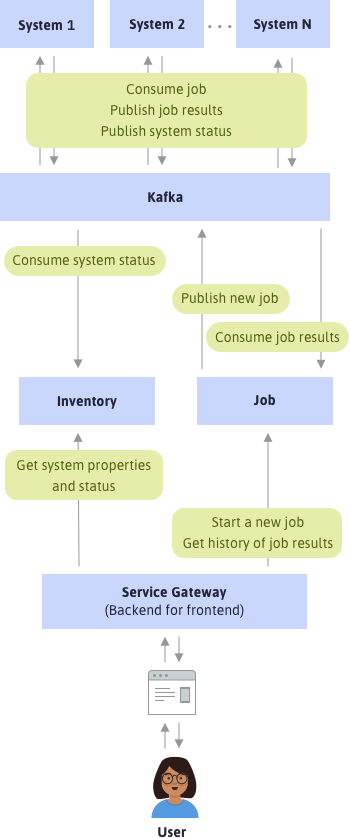 System 1
System 2
. . .
System N
Consume job
Publish job results
Publish system status
Kafka
Consume system status
Publish new job
Consume job results
Inventory
Job
Get system properties
and status
Start a new job
Get history of job results
Service Gateway
(Backend for frontend)
User